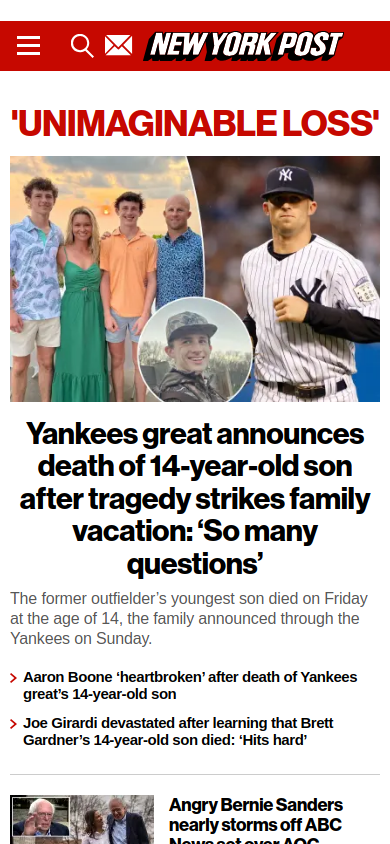 NEW YORK POST
'UNIMAGINABLE LOSS'
Yankees great announces
death of 14-year-old son
after tragedy strikes family
vacation: ‘So many
questions’
The former outfielder’s youngest son died on Friday
at the age of 14, the family announced through the
Yankees on Sunday.
Aaron Boone ‘heartbroken’ after death of Yankees
great’s 14-year-old son
Joe Girardi devastated after learning that Brett
Gardner’s 14-year-old son died: ‘Hits hard’
Angry Bernie Sanders
nearly storms off ABC
News set over AOC